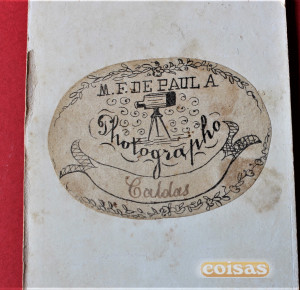 M. F. DE PAULA
Photographo
Caldas
coisas